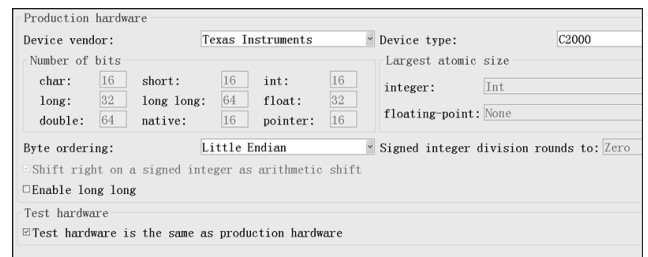 Production hardware
Device vendor: Texas Instruments Device type: C2000
Number of bits Largest atomic size
char: 16 short: 16 int: 16
integer: Int
long: 32 long long: 64 float: 32
floating-point: None
double: 64 native: 16 pointer: 16
Byte ordering: Little Endian Signed integer division rounds to: Zero
Shift right on a signed integer as arithmetic shift
Enable long long
Test hardware
Test hardware is the same as production hardware